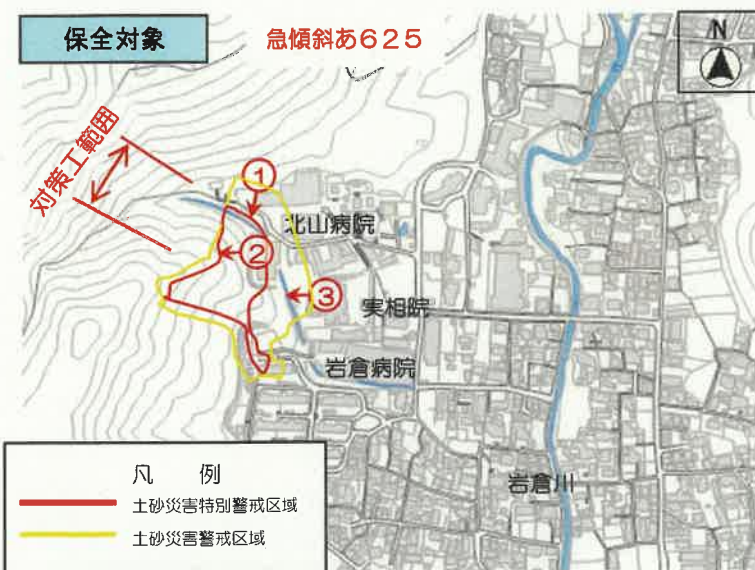 保全対象
急傾斜あ625
N
対策工範囲
①
北山病院
②
③
実相院
岩倉病院
岩倉川
凡 例
土砂災害特別警戒区域
土砂災害警戒区域